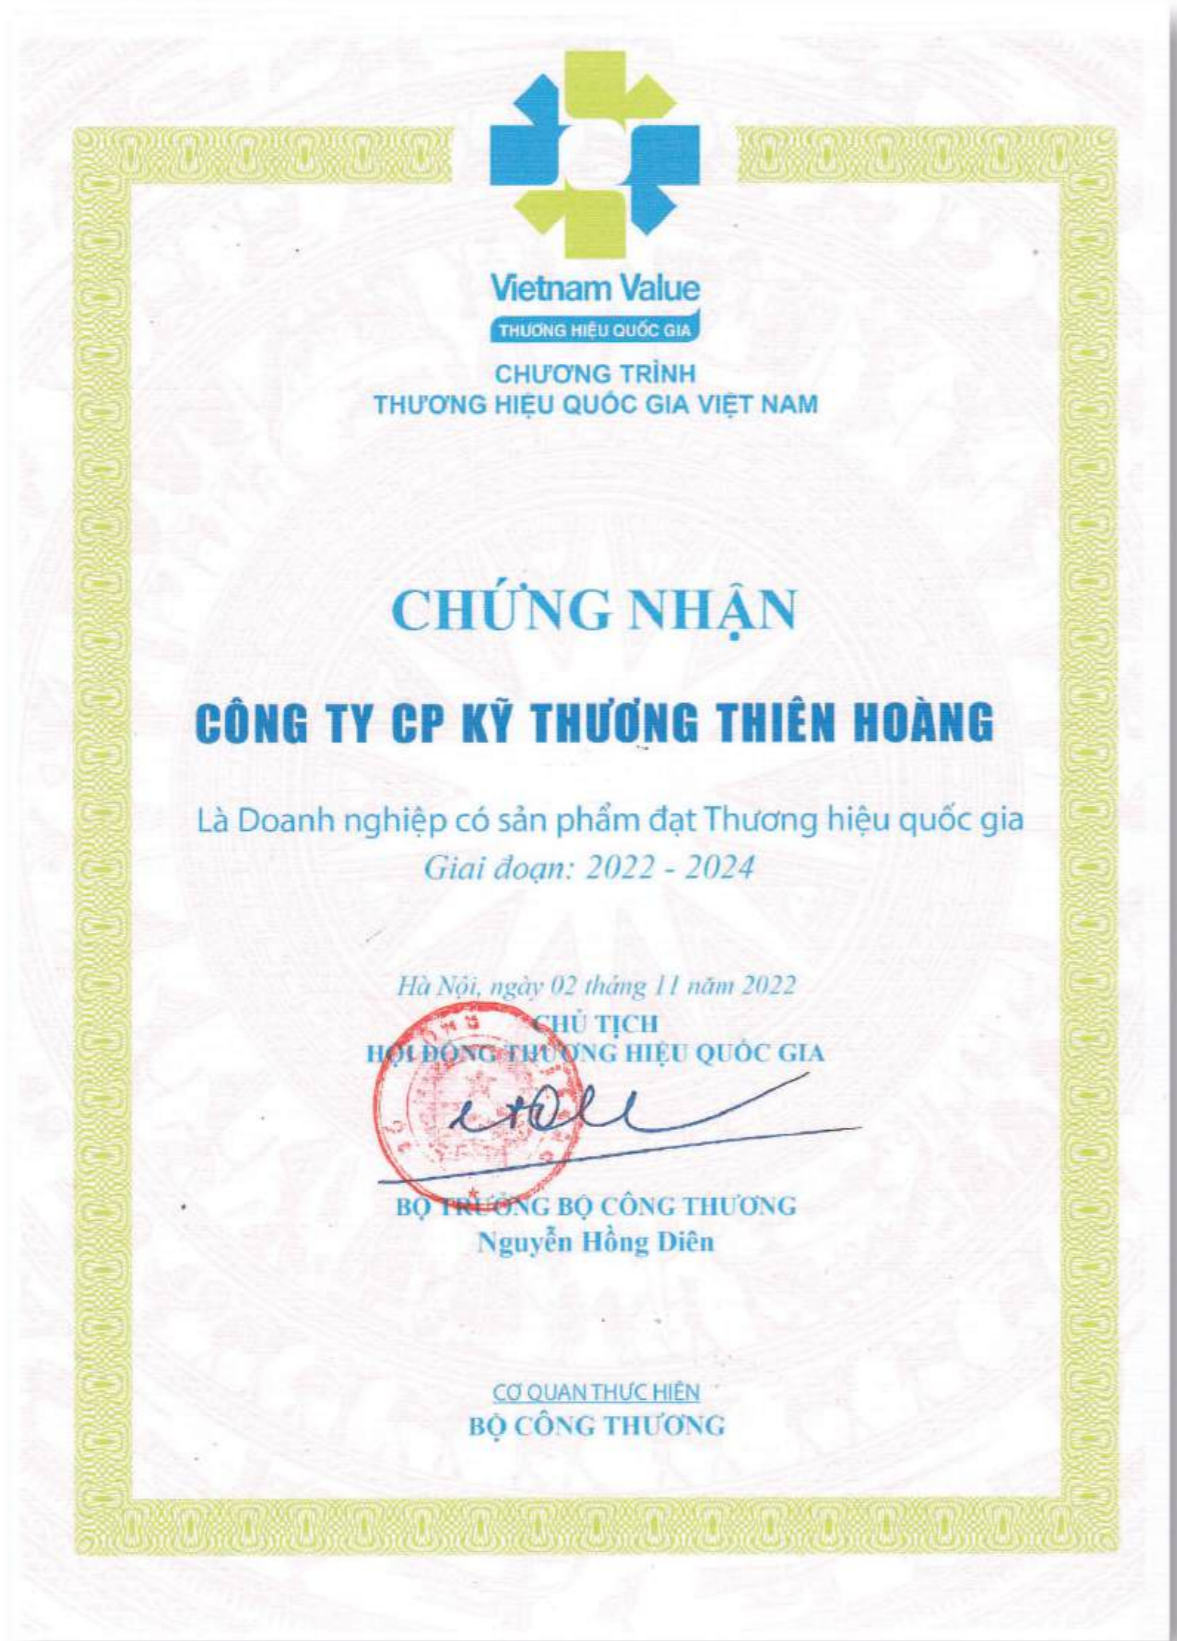 Vietnam Value
THƯƠNG HIỆU QUỐC GIA
CHƯƠNG TRÌNH
THƯƠNG HIỆU QUỐC GIA VIỆT NAM
CHỨNG NHẬN
CÔNG TY CP KỸ THƯƠNG THIÊN HOÀNG
Là Doanh nghiệp có sản phẩm đạt Thương hiệu quốc gia
Giai đoạn: 2022 - 2024
Hà Nội, ngày 02 tháng 11 năm 2022
CHỦ TỊCH
HỘI ĐỒNG THƯƠNG HIỆU QUỐC GIA
BỘ TRƯỞNG BỘ CÔNG THƯƠNG
Nguyễn Hồng Diên
CƠ QUAN THỰC HIỆN
BỘ CÔNG THƯƠNG